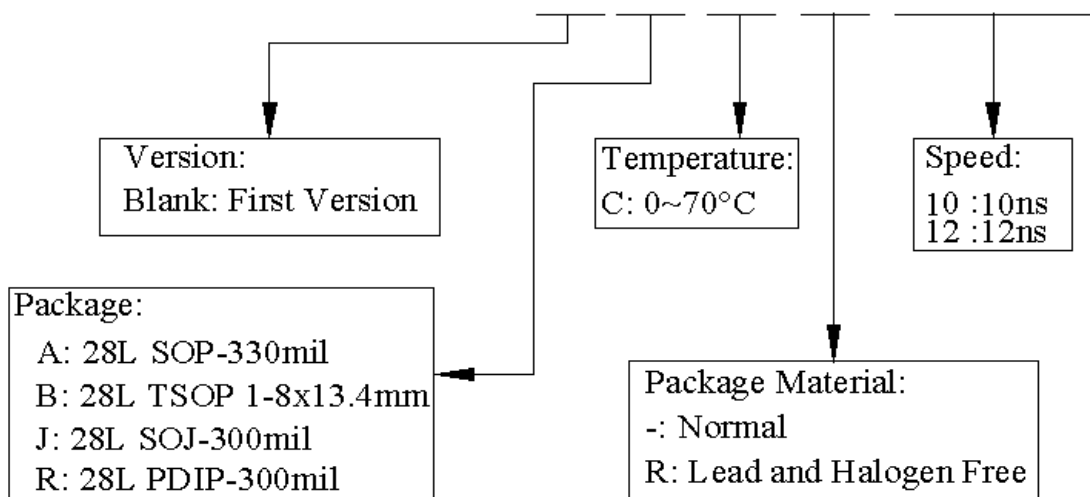 Version:
Blank: First Version
Temperature:
C: 0~70°C
Speed:
10 :10ns
12 :12ns
Package:
A: 28L SOP-330mil
B: 28L TSOP 1-8x13.4mm
J: 28L SOJ-300mil
R: 28L PDIP-300mil
Package Material:
-: Normal
R: Lead and Halogen Free